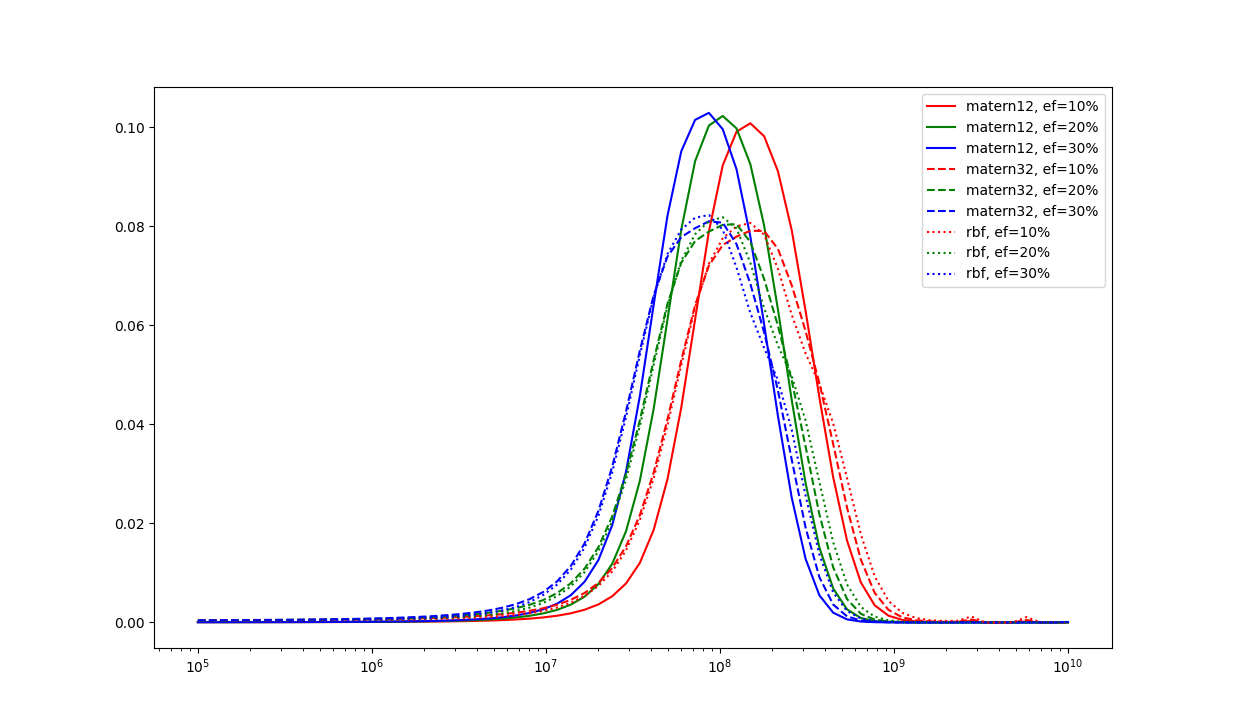 0.10
0.08
0.06
0.04
0.02
0.00
10^5
10^6
10^7
10^8
10^9
10^10
matern12, ef=10%
matern12, ef=20%
matern12, ef=30%
matern32, ef=10%
matern32, ef=20%
matern32, ef=30%
rbf, ef=10%
rbf, ef=20%
rbf, ef=30%